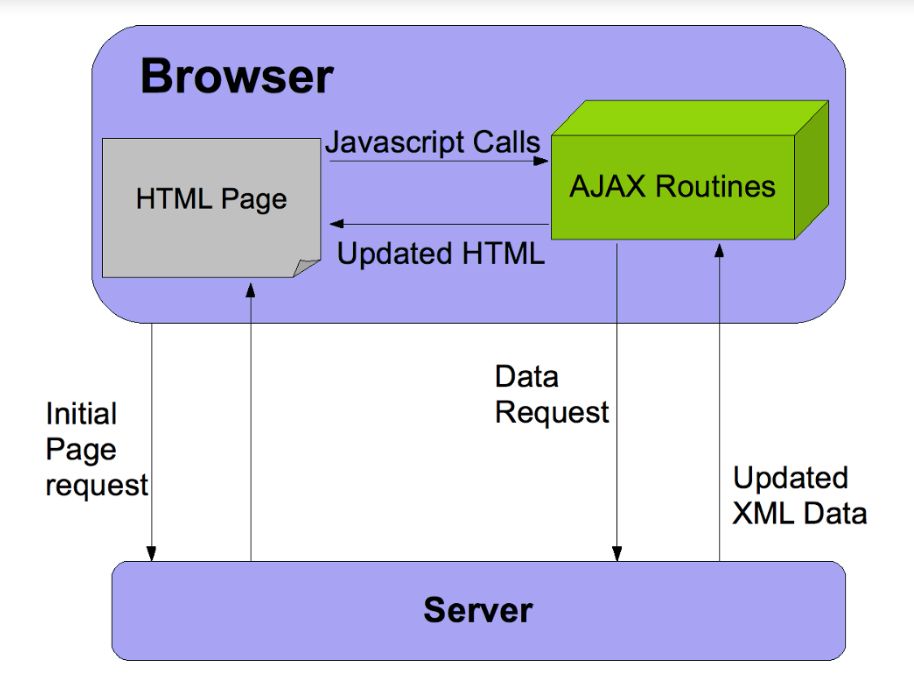 Browser
Javascript Calls
HTML Page
AJAX Routines
Updated HTML
Initial
Page
request
Data
Request
Updated
XML Data
Server